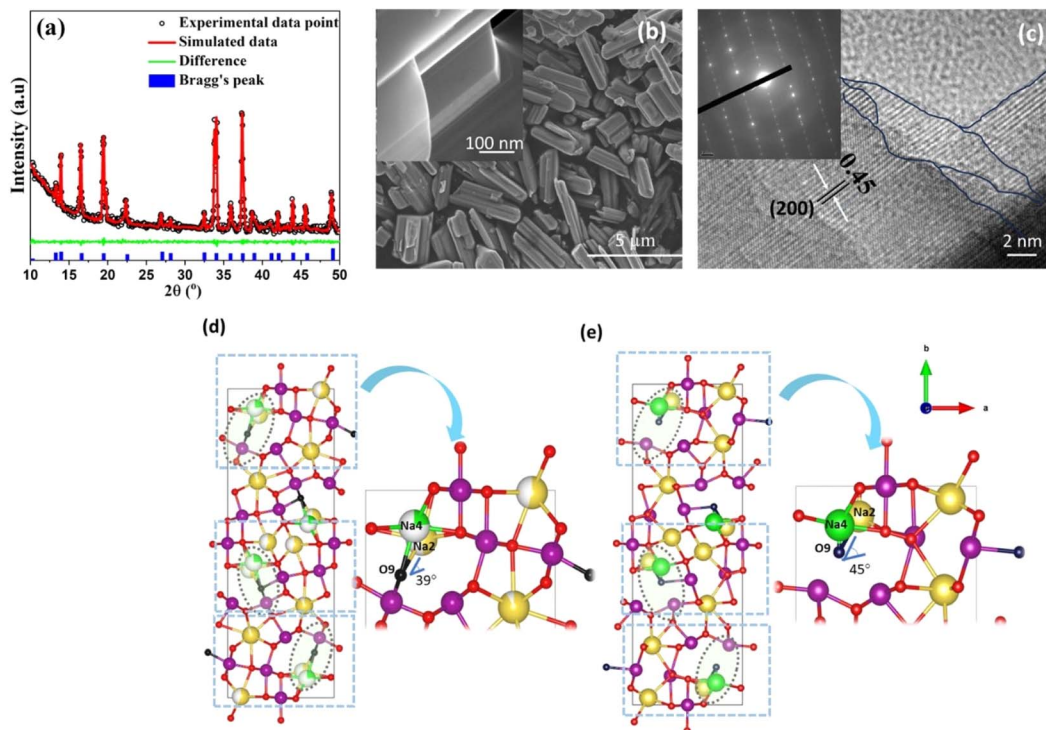 (a)
Experimental data point
Simulated data
Difference
Bragg's peak
Intensity (a.u)
10 15 20 25 30 35 40 45 50
2θ (°)
(b)
100 nm
5 μm
(c)
0.45
(200)
2 nm
(d)
Na4
Na2
O9
39°
(e)
b
a
Na2
Na4
O9
45°